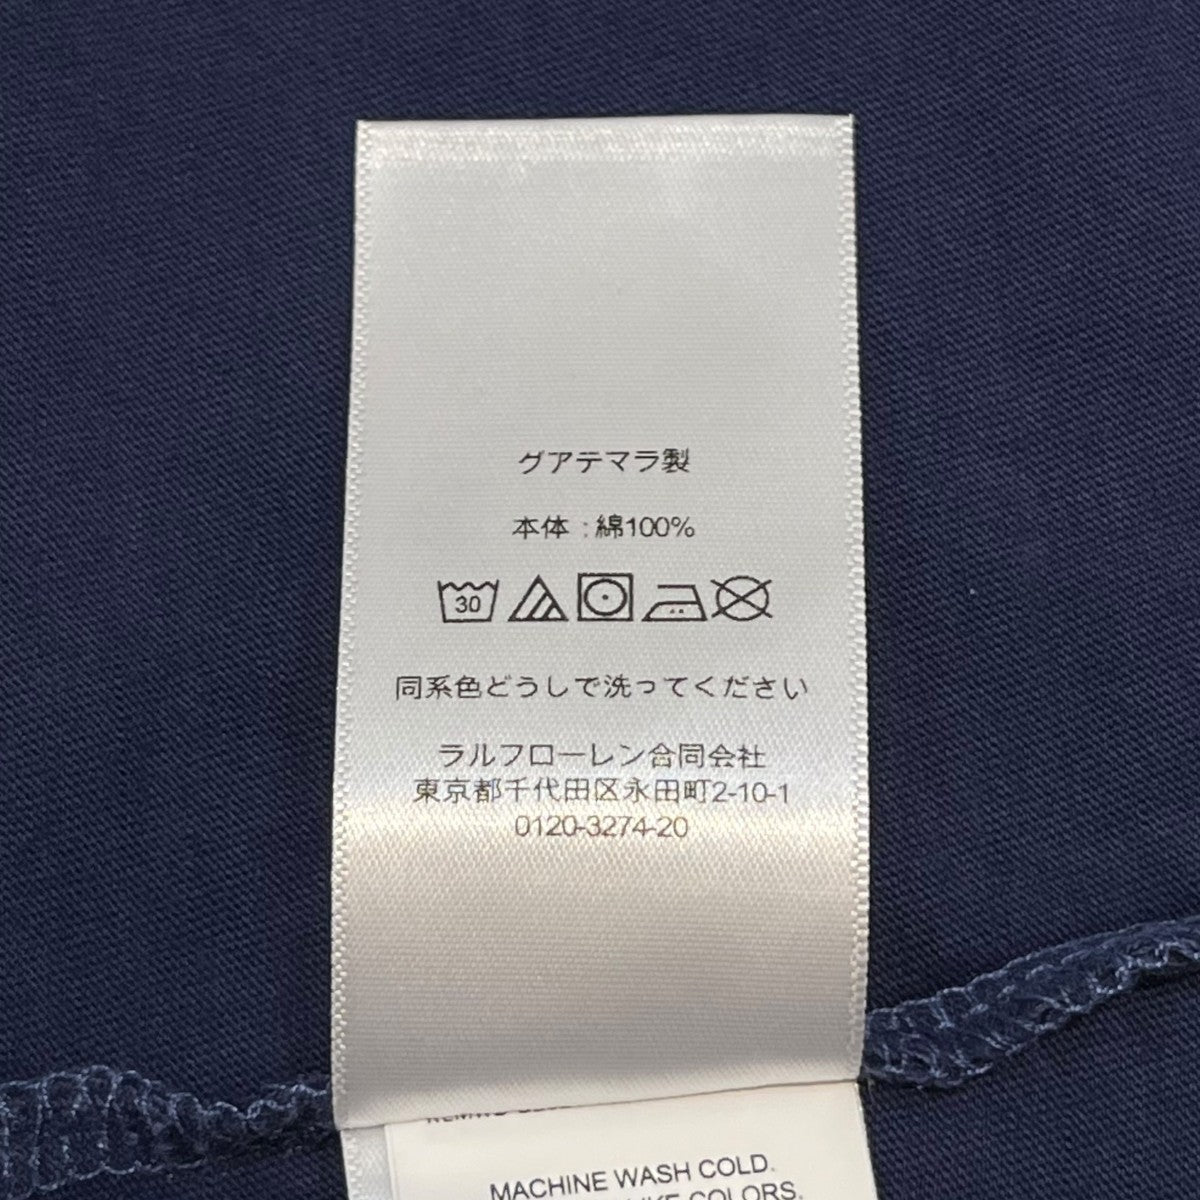 グアテマラ製
本体：綿100%
30
同系色どうしで洗ってください
ラルフローレン合同会社
東京都千代田区永田町2-10-1
0120-3274-20
MACHINE WASH COLD.
COLORS.